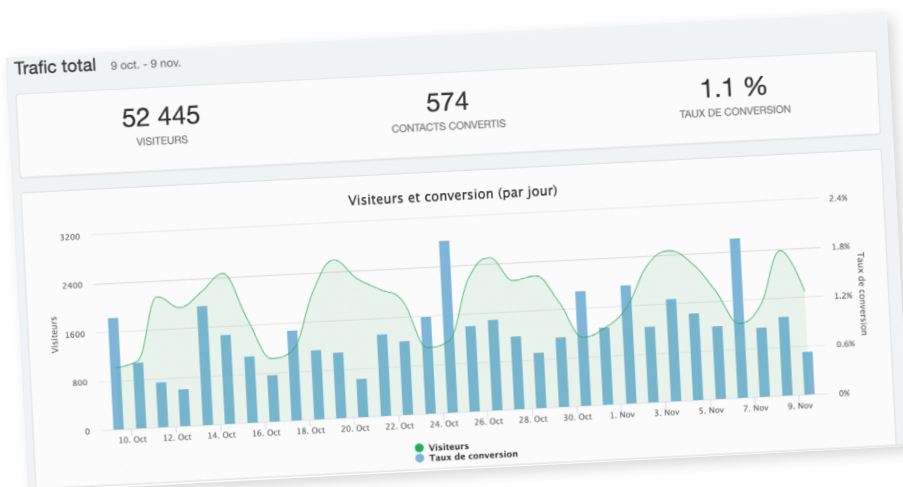 Trafic total 9 oct. - 9 nov.
52 445
VISITEURS
574
CONTACTS CONVERTIS
1.1 %
TAUX DE CONVERSION
Visiteurs et conversion (par jour)
3200
2400
1600
800
0
Visiteurs
2.4%
1.8%
1.2%
0.6%
0%
Taux de conversion
10. Oct 12. Oct 14. Oct 16. Oct 18. Oct 20. Oct 22. Oct 24. Oct 26. Oct 28. Oct 30. Oct 1. Nov 3. Nov 5. Nov 7. Nov 9. Nov
Visiteurs
Taux de conversion